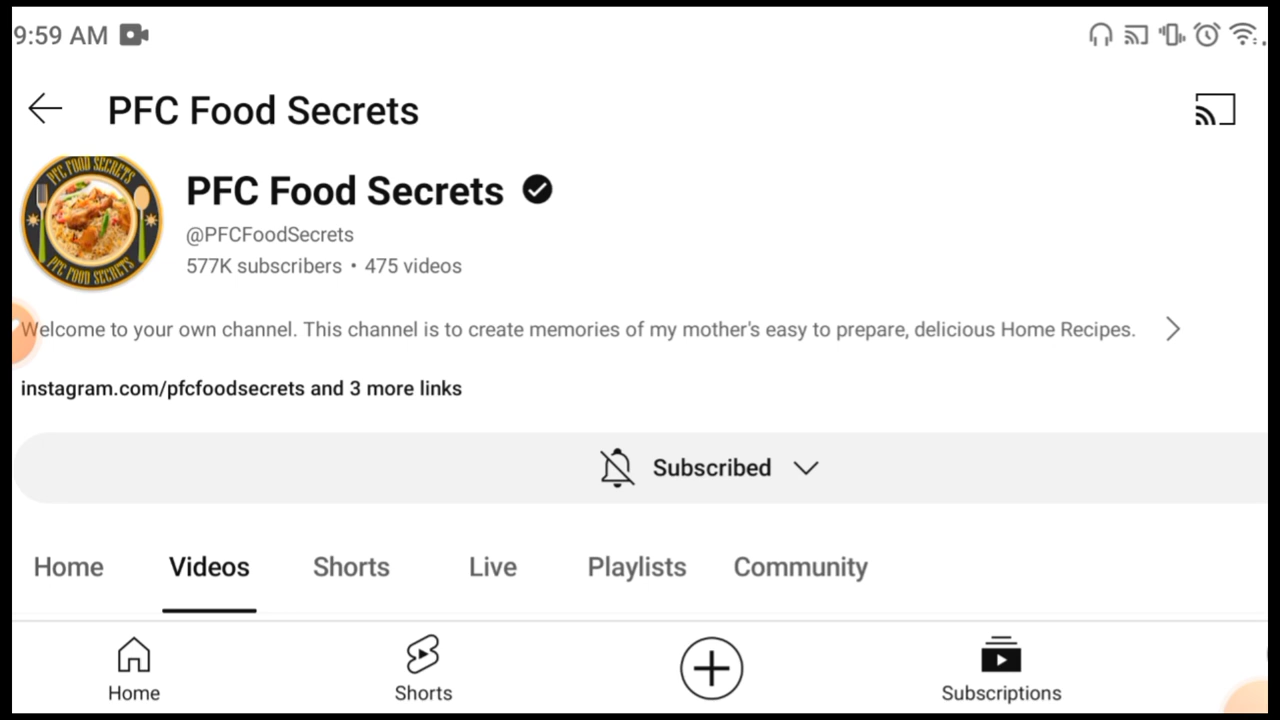 9:59 AM
PFC Food Secrets
PFC FOOD SECRETS
PFC FOOD SECRETS
PFC Food Secrets
@PFCFoodSecrets
577K subscribers • 475 videos
Welcome to your own channel. This channel is to create memories of my mother's easy to prepare, delicious Home Recipes.
instagram.com/pfcfoodsecrets and 3 more links
Subscribed
Home Videos Shorts Live Playlists Community
Home Shorts Subscriptions